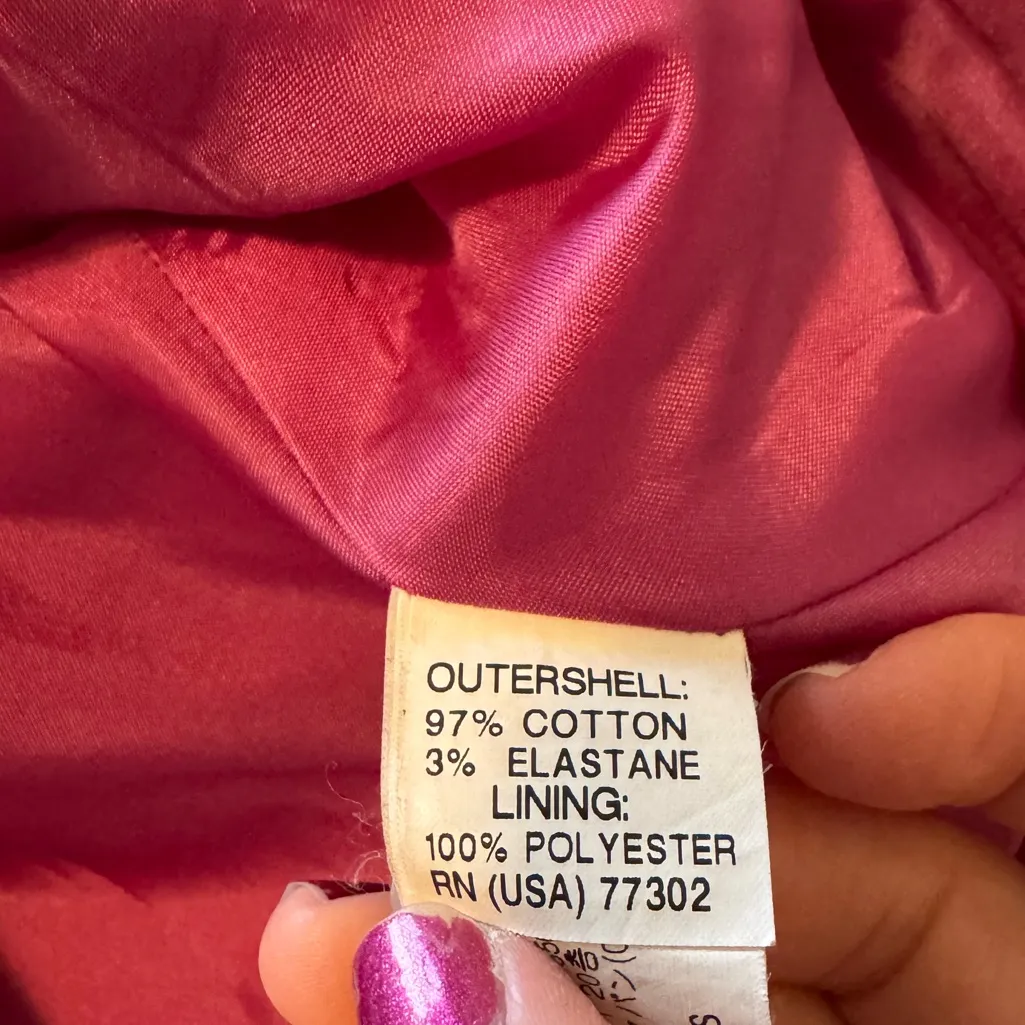 OUTERSHELL:
97% COTTON
3% ELASTANE
LINING:
100% POLYESTER
RN (USA) 77302